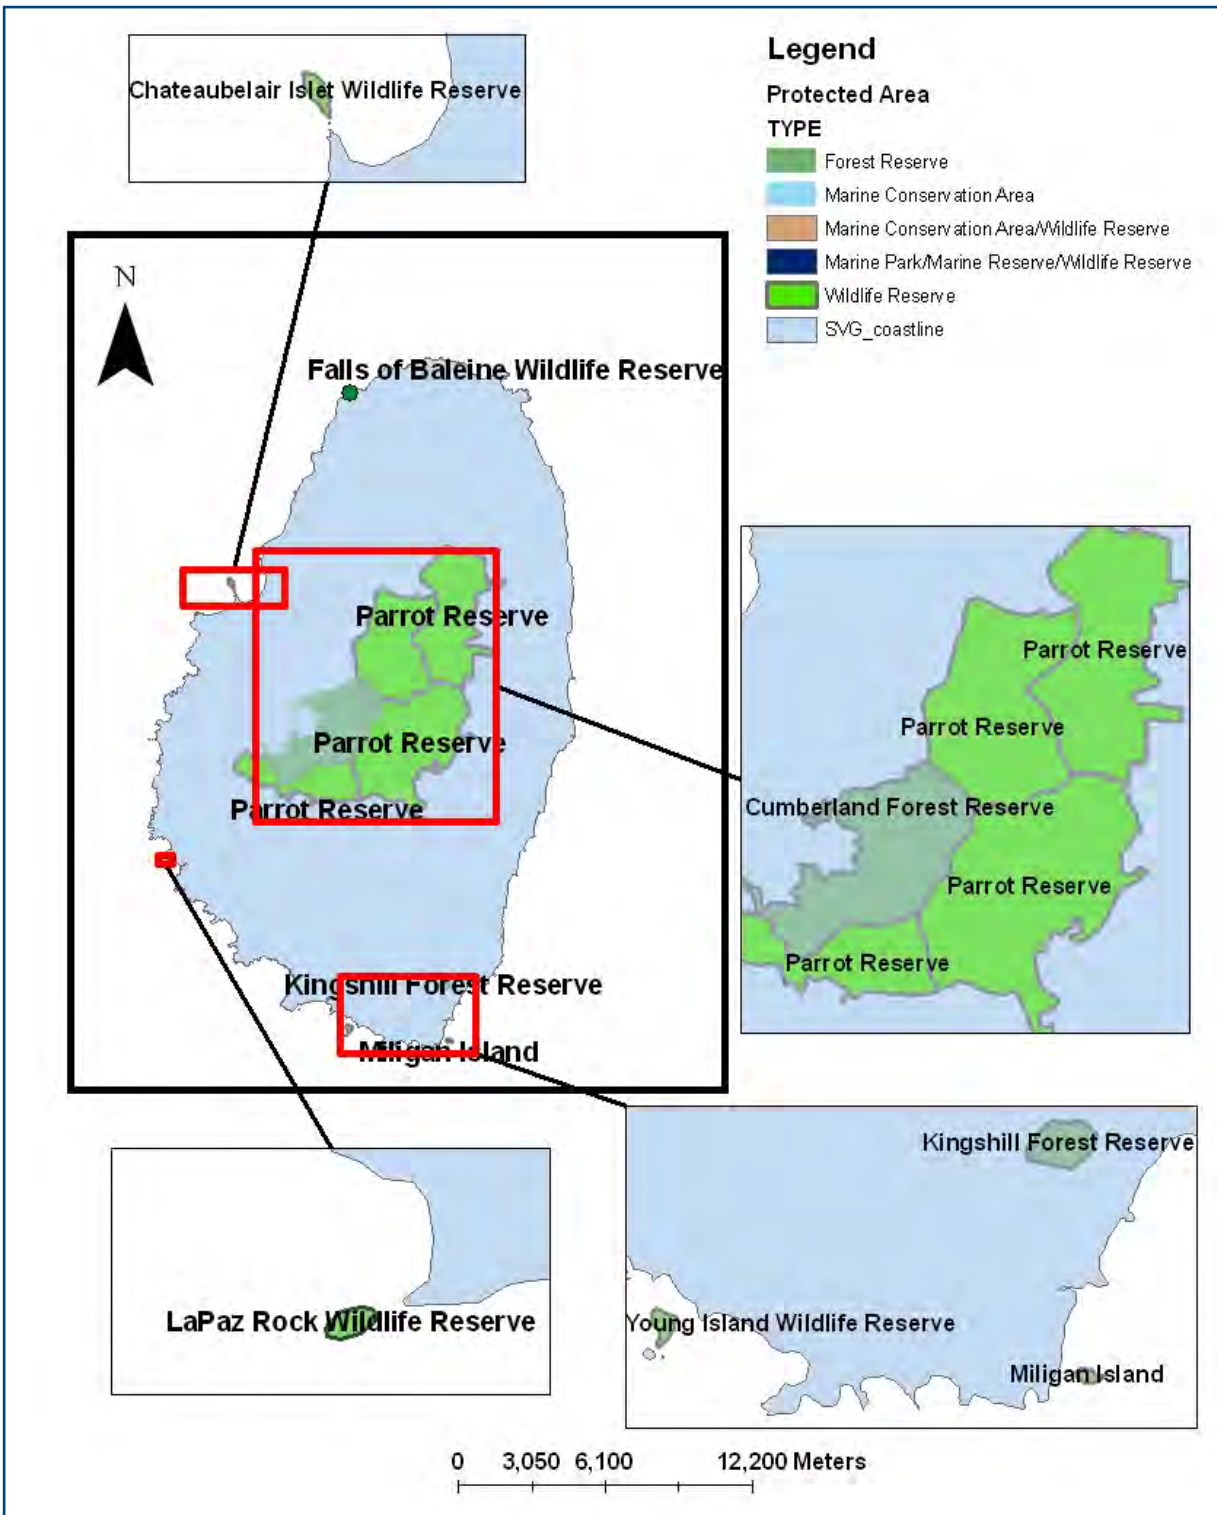 Chateaubelair Islet Wildlife Reserve
Legend
Protected Area
TYPE
Forest Reserve
Marine Conservation Area
Marine Conservation Area/Wildlife Reserve
Marine Park/Marine Reserve/Wildlife Reserve
Wildlife Reserve
SVG_coastline
N
Falls of Baleine Wildlife Reserve
Parrot Reserve
Parrot Reserve
Parrot Reserve
Kingshill Forest Reserve
Miligan Island
Parrot Reserve
Parrot Reserve
Cumberland Forest Reserve
Parrot Reserve
Parrot Reserve
LaPaz Rock Wildlife Reserve
Kingshill Forest Reserve
Young Island Wildlife Reserve
Miligan Island
0 3,050 6,100 12,200 Meters